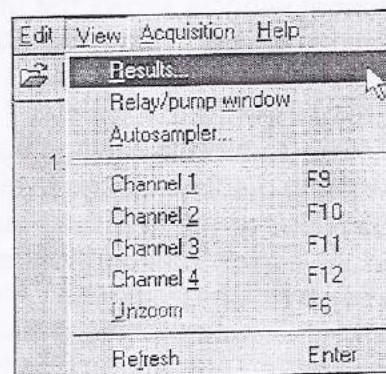 Edit View Acquisition Help
Results...
Relay/pump window
Autosampler...
1
Channel 1 F9
Channel 2 F10
Channel 3 F11
Channel 4 F12
Unzoom F6
Refresh Enter